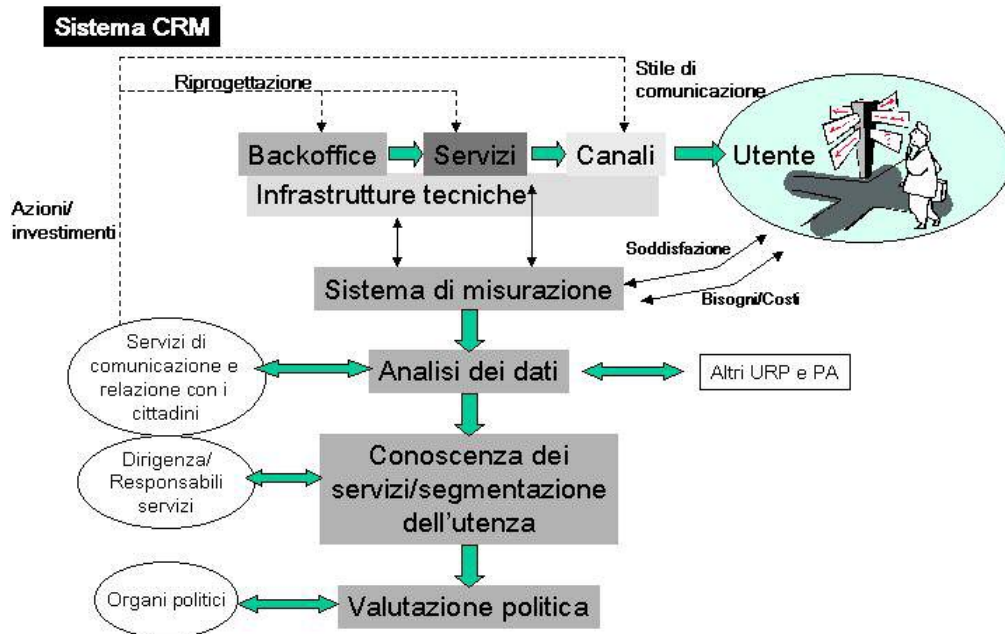 Sistema CRM
Riprogettazione
Stile di
comunicazione
Backoffice
Servizi
Canali
Utente
Infrastrutture tecniche
Azioni/
investimenti
Soddisfazione
Sistema di misurazione
Bisogni/Costi
Servizi di
comunicazione e
relazione con i
cittadini
Analisi dei dati
Altri URP e PA
Dirigenza/
Responsabili
servizi
Conoscenza dei
servizi/segmentazione
dell'utenza
Organi politici
Valutazione politica